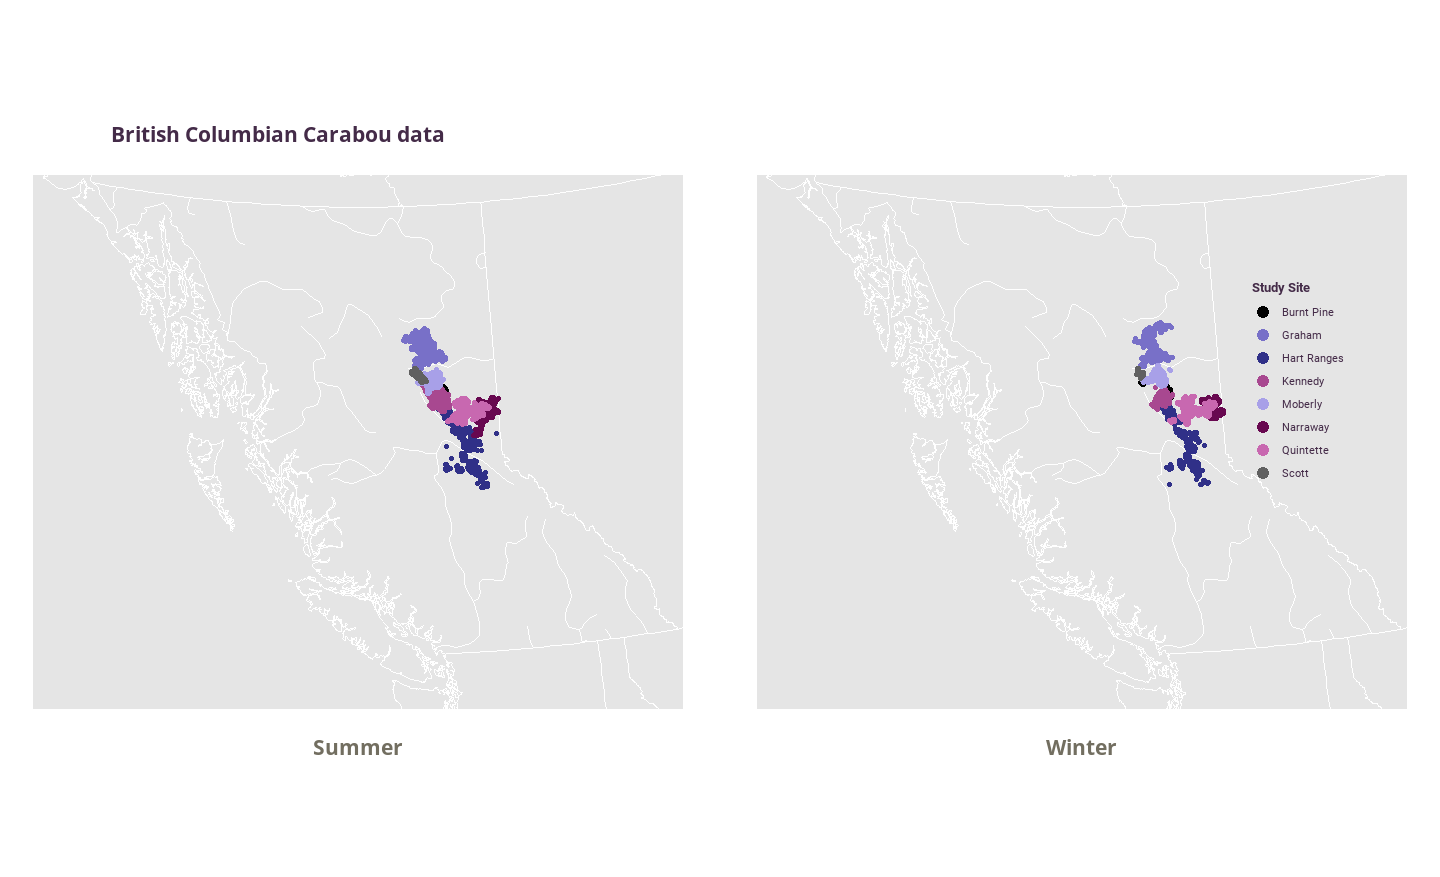 British Columbian Carabou data
Study Site
Burnt Pine
Graham
Hart Ranges
Kennedy
Moberly
Narraway
Quintette
Scott
Summer
Winter